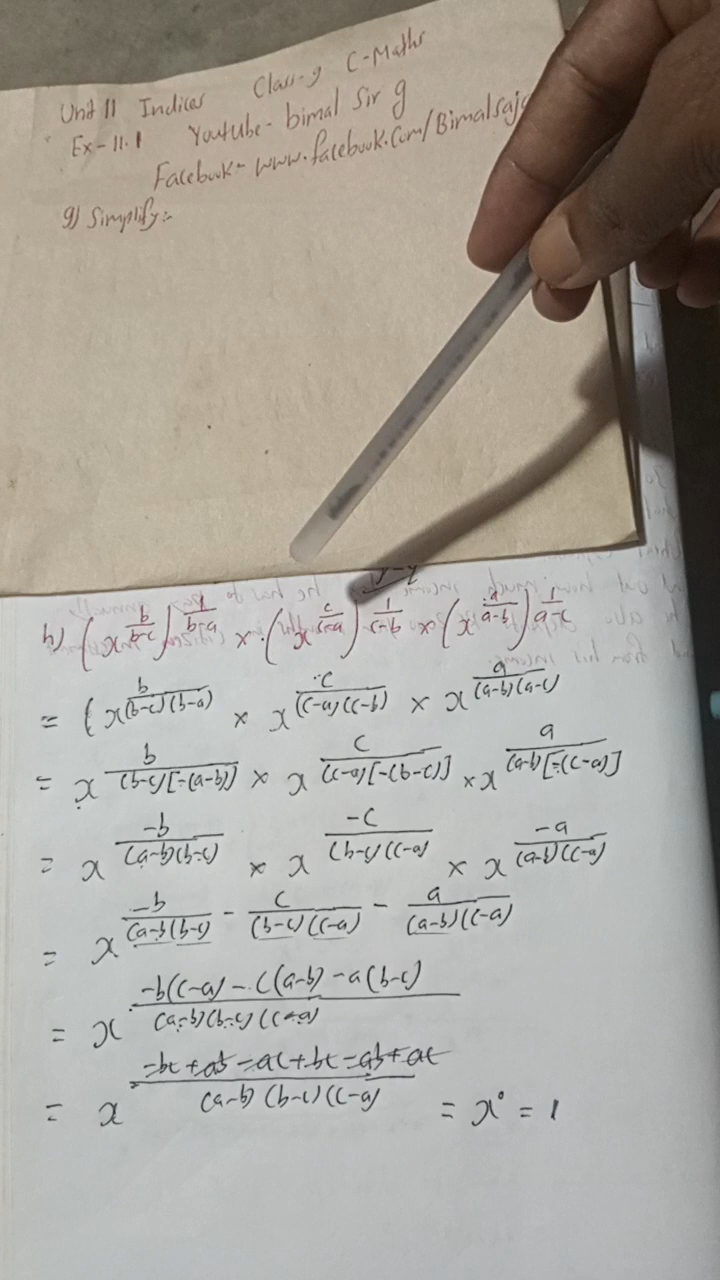 Unit 11 Indices Class-9 C-Maths
Ex-11.1 Youtube- bimal Sir g
Facebook- www.facebook.com/Bimalsaj
9) Simplify:-
h) (x^(b/(b-c)))^(1/(b-a)) × (x^(c/(c-a)))^(1/(c-b)) × (x^(a/(a-b)))^(1/(a-c))
= { x^(b/((b-c)(b-a))) × x^(c/((c-a)(c-b))) × x^(a/((a-b)(a-c)))
= x^(b/((b-c)[-(a-b)])) × x^(c/((c-a)[-(b-c)])) × x^(a/((a-b)[-(c-a)]))
= x^(-b/((a-b)(b-c))) × x^(-c/((b-c)(c-a))) × x^(-a/((a-b)(c-a)))
= x^(-b/((a-b)(b-c)) - c/((b-c)(c-a)) - a/((a-b)(c-a)))
= x^((-b(c-a) - c(a-b) - a(b-c))/((a-b)(b-c)(c-a)))
= x^((-bc + ab - ac + bc - ab + ac)/((a-b)(b-c)(c-a))) = x° = 1